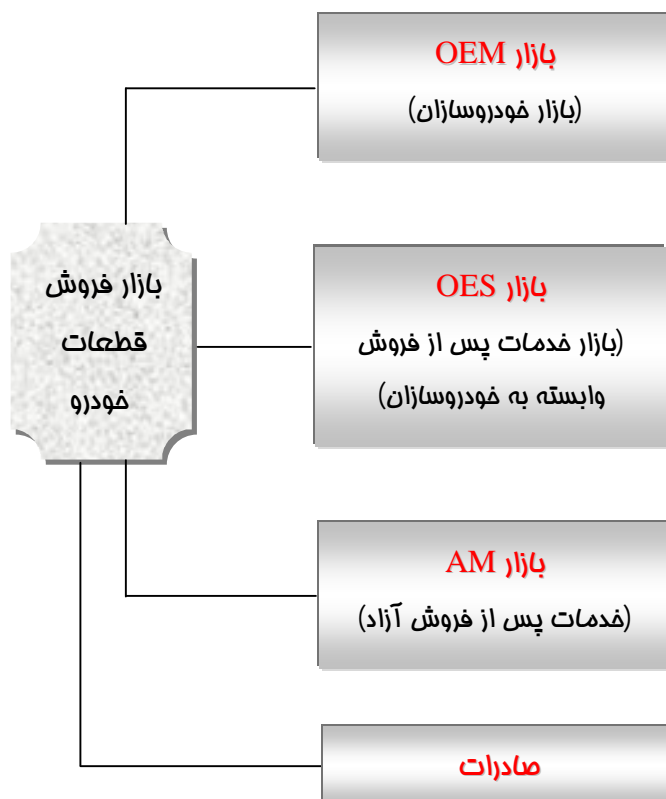 بازار OEM
(بازار خودروسازان)
بازار فروش
قطعات
خودرو
بازار OES
(بازار خدمات پس از فروش
وابسته به خودروسازان)
بازار AM
(خدمات پس از فروش آزاد)
صادرات